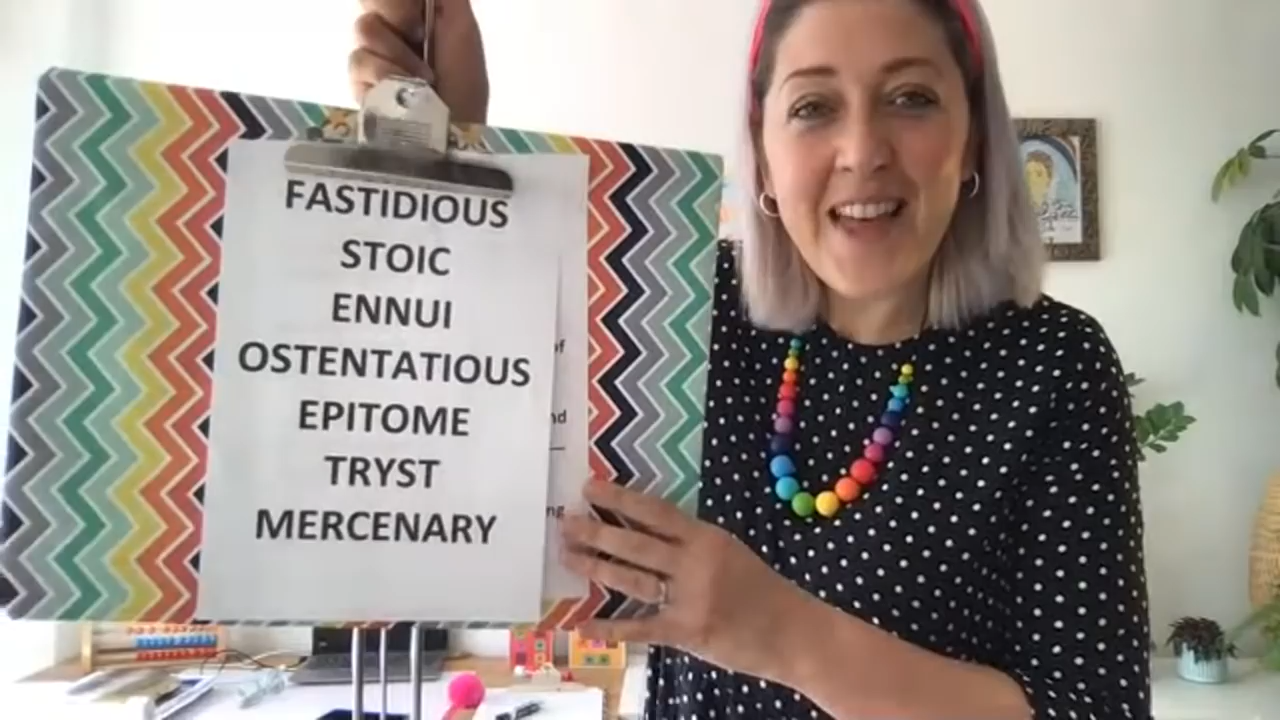 FASTIDIOUS
STOIC
ENNUI
OSTENTATIOUS
EPITOME
TRYST
MERCENARY